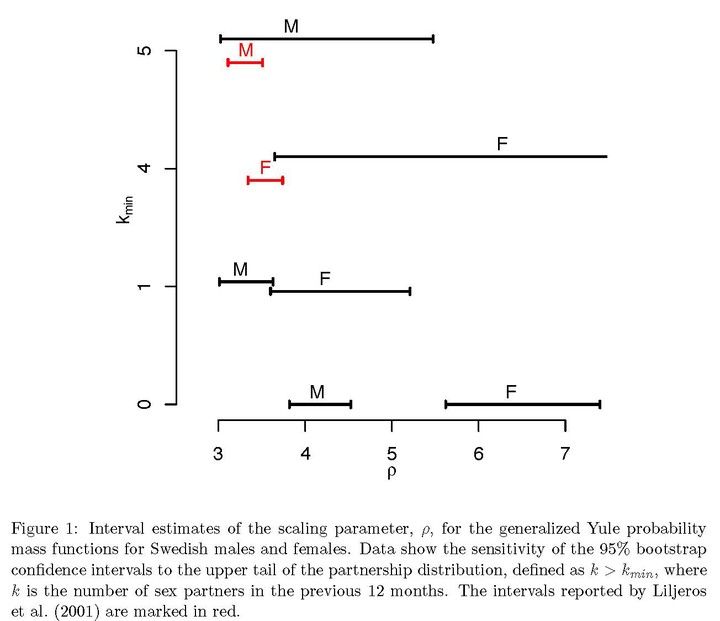 M
5
M
F
4
F
k_min
M
F
1
M
F
0
3 4 5 6 7
ρ
Figure 1: Interval estimates of the scaling parameter, ρ, for the generalized Yule probability
mass functions for Swedish males and females. Data show the sensitivity of the 95% bootstrap
confidence intervals to the upper tail of the partnership distribution, defined as k > k_min, where
k is the number of sex partners in the previous 12 months. The intervals reported by Liljeros
et al. (2001) are marked in red.